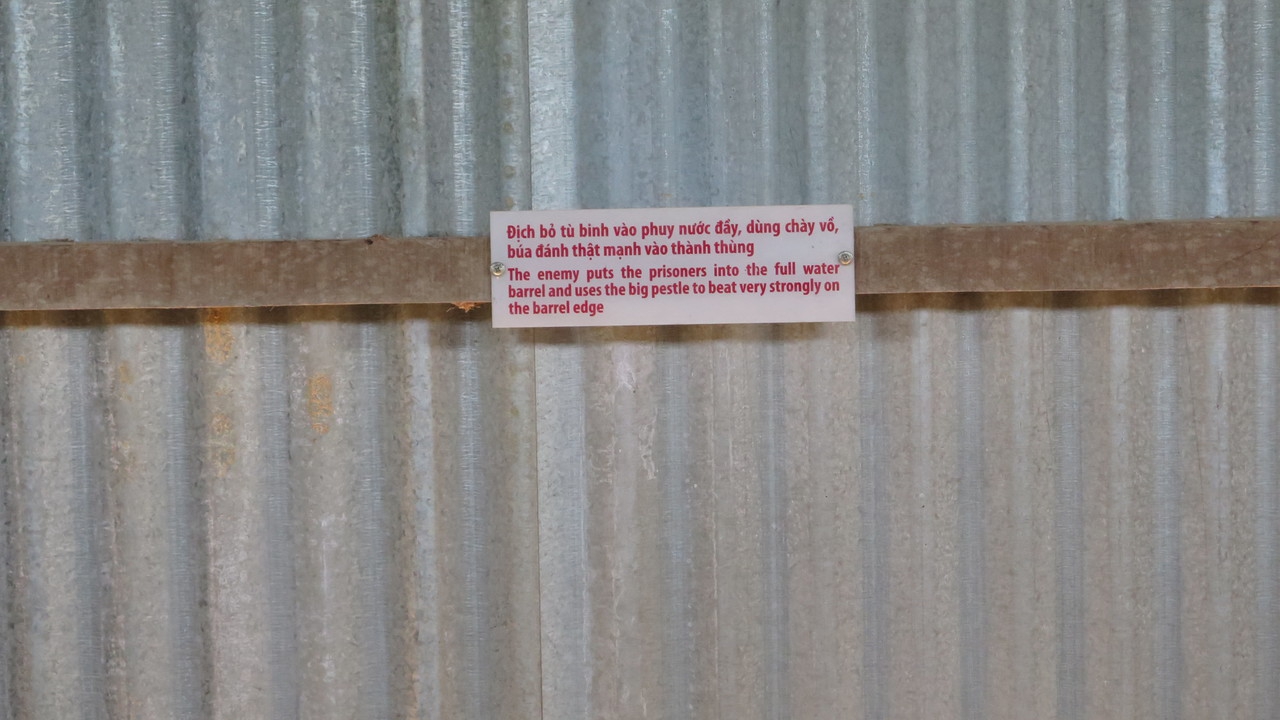 Địch bỏ tù binh vào phuy nước đầy, dùng chày vồ,
búa đánh thật mạnh vào thành thùng
The enemy puts the prisoners into the full water
barrel and uses the big pestle to beat very strongly on
the barrel edge